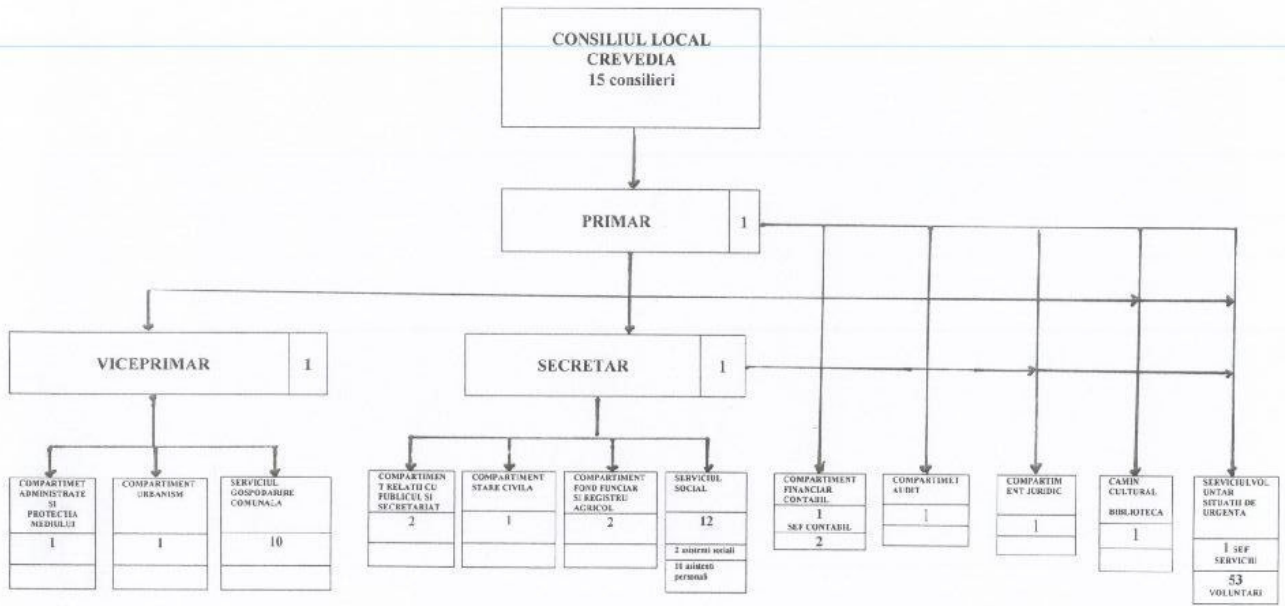 CONSILIUL LOCAL
CREVEDIA
15 consilieri
PRIMAR
1
VICEPRIMAR
1
SECRETAR
1
COMPARTIMET
ADMINISTRATE
SI
PROTECTIA
MEDIULUI
1
COMPARTIMENT
URBANISM
1
SERVICIUL
GOSPODARIRE
COMUNALA
10
COMPARTIMEN
T RELATII CU
PUBLICUL SI
SECRETARIAT
2
COMPARTIMENT
STARE CIVILA
1
COMPARTIMENT
FOND FUNCIAR
SI REGISTRU
AGRICOL
2
SERVICIUL
SOCIAL
12
2 asistenti sociali
10 asistenti
personali
COMPARTIMENT
FINANCIAR
CONTABIL
1
SEF CONTABIL
2
COMPARTIMET
AUDIT
1
COMPARTIM
ENT JURIDIC
1
CAMIN
CULTURAL
BIBLIOTECA
1
SERVICIUL VOL
UNTAR
SITUATII DE
URGENTA
1 SEF
SERVICIU
53
VOLUNTARI